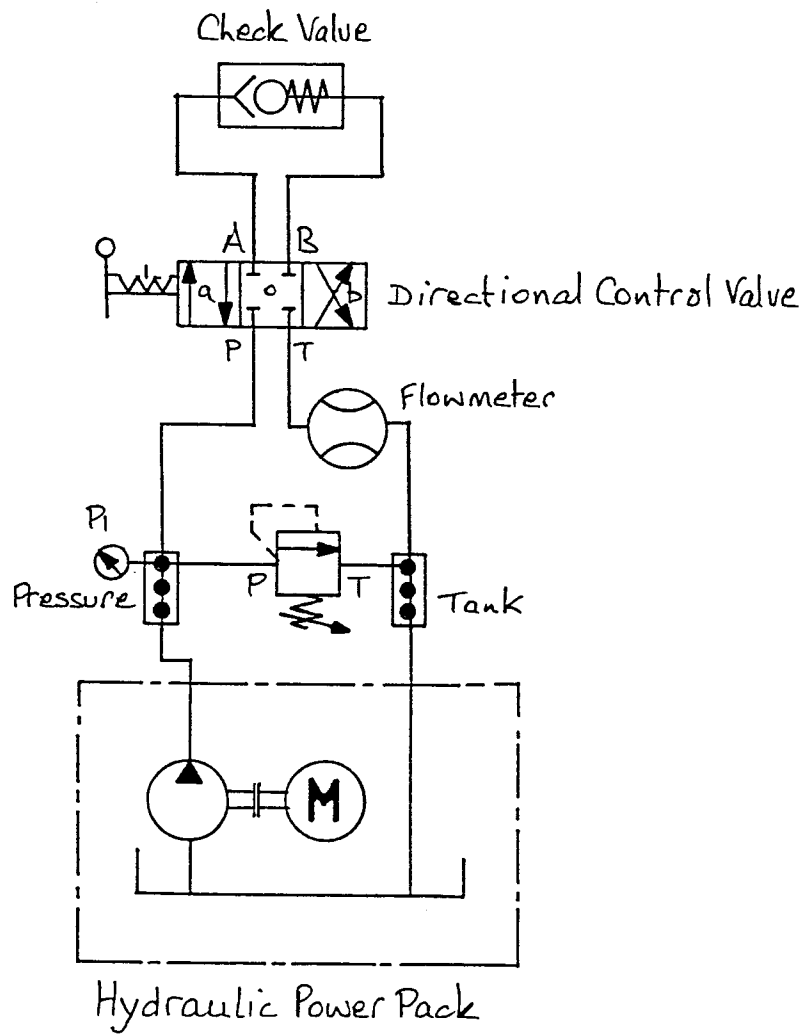 Check Valve
A B
a o b
Directional Control Valve
P T
Flowmeter
P1
P T
Pressure
Tank
M
Hydraulic Power Pack